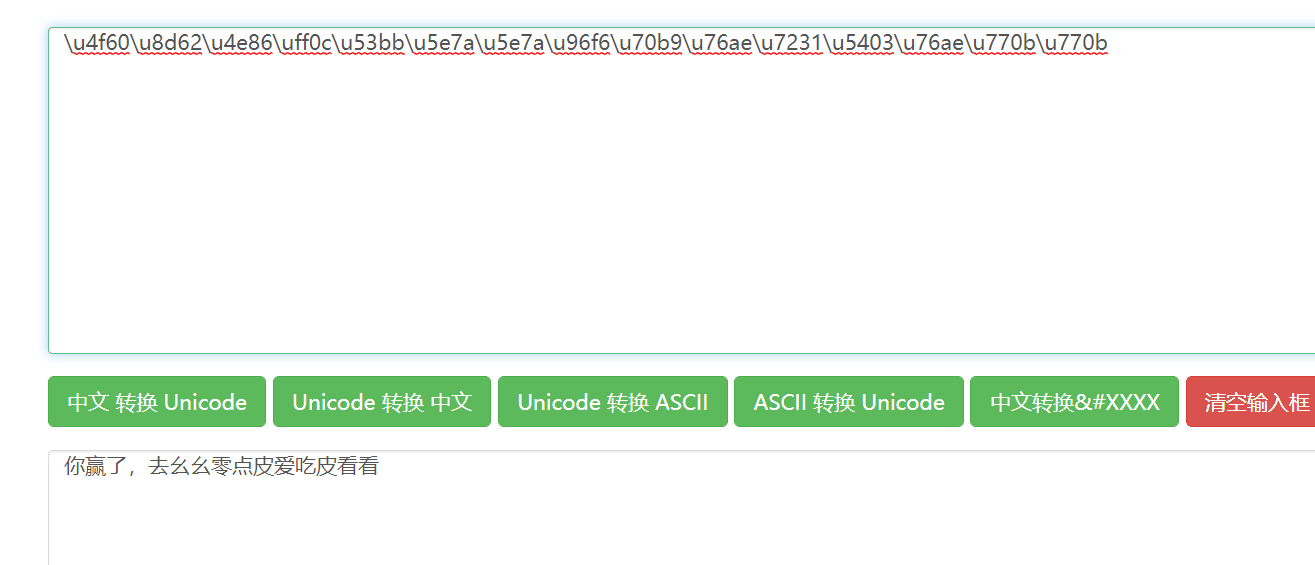 \u4f60\u8d62\u4e86\uff0c\u53bb\u5e7a\u5e7a\u96f6\u70b9\u76ae\u7231\u5403\u76ae\u770b\u770b
中文 转换 Unicode Unicode 转换 中文 Unicode 转换 ASCII ASCII 转换 Unicode 中文转换&#XXXX 清空输入框
你赢了，去幺幺零点皮爱吃皮看看